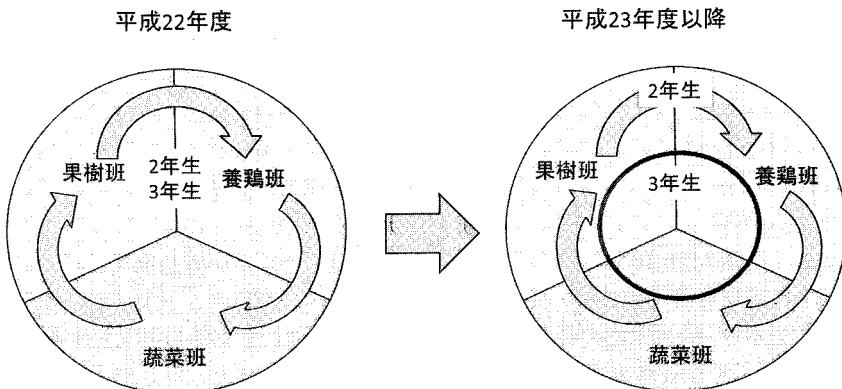 平成22年度
平成23年度以降
果樹班
2年生
3年生
養鶏班
蔬菜班
2年生
果樹班
3年生
養鶏班
蔬菜班